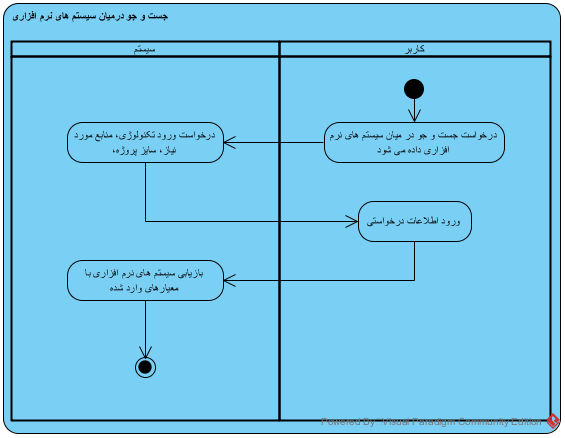 جست و جو درمیان سیستم های نرم افزاری
کاربر
سیستم
درخواست جست و جو در میان سیستم های نرم
افزاری داده می شود
درخواست ورود تکنولوژی، منابع مورد
نیاز، سایز پروژه،
ورود اطلاعات درخواستی
بازیابی سیستم های نرم افزاری با
معیارهای وارد شده
Powered By Visual Paradigm Community Edition